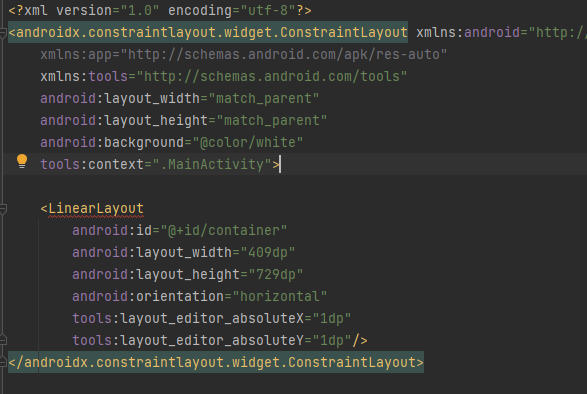 <?xml version="1.0" encoding="utf-8"?>
<androidx.constraintlayout.widget.ConstraintLayout xmlns:android="http:/
xmlns:app="http://schemas.android.com/apk/res-auto"
xmlns:tools="http://schemas.android.com/tools"
android:layout_width="match_parent"
android:layout_height="match_parent"
android:background="@color/white"
tools:context=".MainActivity">
<LinearLayout
android:id="@+id/container"
android:layout_width="409dp"
android:layout_height="729dp"
android:orientation="horizontal"
tools:layout_editor_absoluteX="1dp"
tools:layout_editor_absoluteY="1dp"/>
</androidx.constraintlayout.widget.ConstraintLayout>